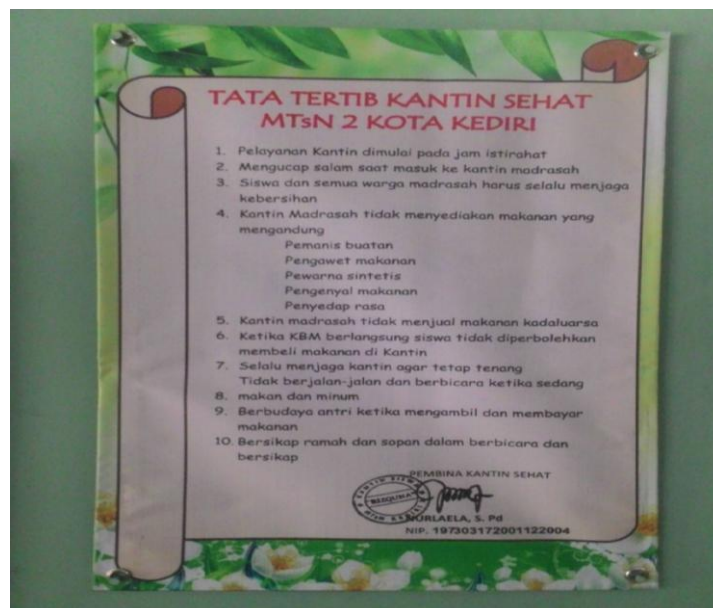 TATA TERTIB KANTIN SEHAT
MTsN 2 KOTA KEDIRI
1. Pelayanan Kantin dimulai pada jam istirahat
2. Mengucap salam saat masuk ke kantin madrasah
3. Siswa dan semua warga madrasah harus selalu menjaga
kebersihan
4. Kantin Madrasah tidak menyediakan makanan yang
mengandung
Pemanis buatan
Pengawet makanan
Pewarna sintetis
Pengenyal makanan
Penyedap rasa
5. Kantin madrasah tidak menjual makanan kadaluarsa
6. Ketika KBM berlangsung siswa tidak diperbolehkan
membeli makanan di Kantin
7. Selalu menjaga kantin agar tetap tenang
Tidak berjalan-jalan dan berbicara ketika sedang
8. makan dan minum
9. Berbudaya antri ketika mengambil dan membayar
makanan
10. Bersikap ramah dan sopan dalam berbicara dan
bersikap
PEMBINA KANTIN SEHAT
NURLAELA, S. Pd
NIP. 197303172001122004